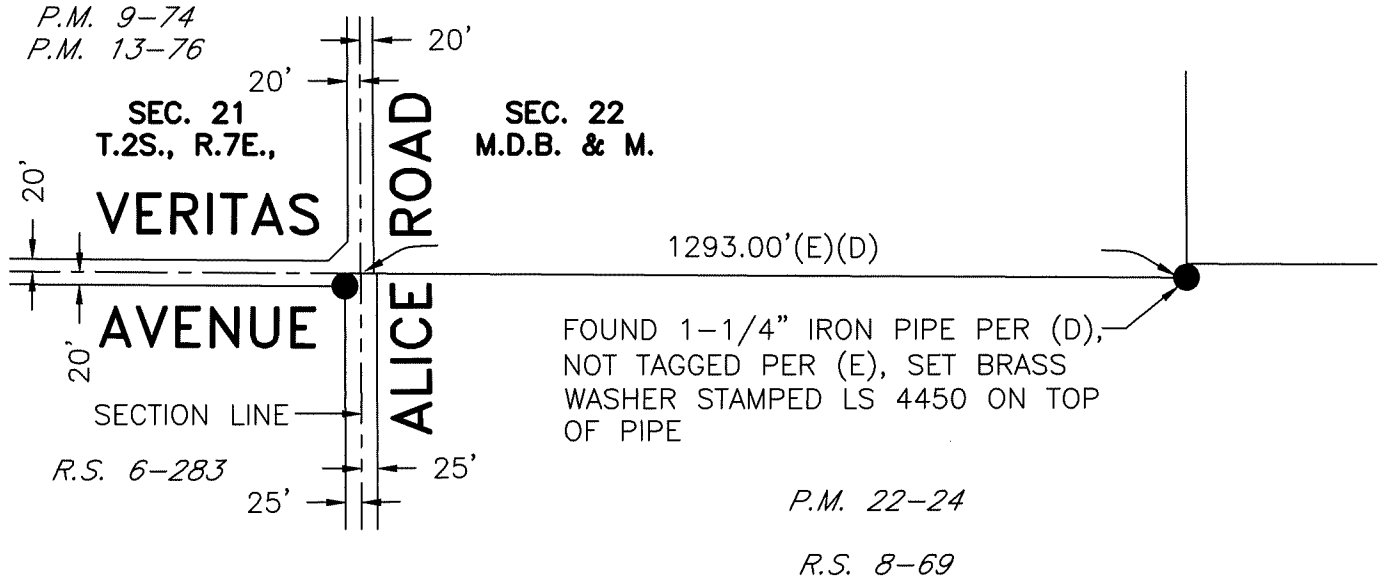 P.M. 9-74
P.M. 13-76
20'
20'
SEC. 21
T.2S., R.7E.,
SEC. 22
M.D.B. & M.
20'
VERITAS
ALICE ROAD
1293.00'(E)(D)
AVENUE
20'
FOUND 1-1/4" IRON PIPE PER (D),
NOT TAGGED PER (E), SET BRASS
WASHER STAMPED LS 4450 ON TOP
OF PIPE
SECTION LINE
R.S. 6-283
25'
25'
P.M. 22-24
R.S. 8-69